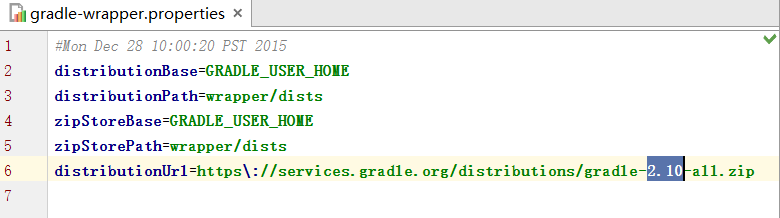 gradle-wrapper.properties ×
1 #Mon Dec 28 10:00:20 PST 2015
2 distributionBase=GRADLE_USER_HOME
3 distributionPath=wrapper/dists
4 zipStoreBase=GRADLE_USER_HOME
5 zipStorePath=wrapper/dists
6 distributionUrl=https\://services.gradle.org/distributions/gradle-2.10-all.zip
7